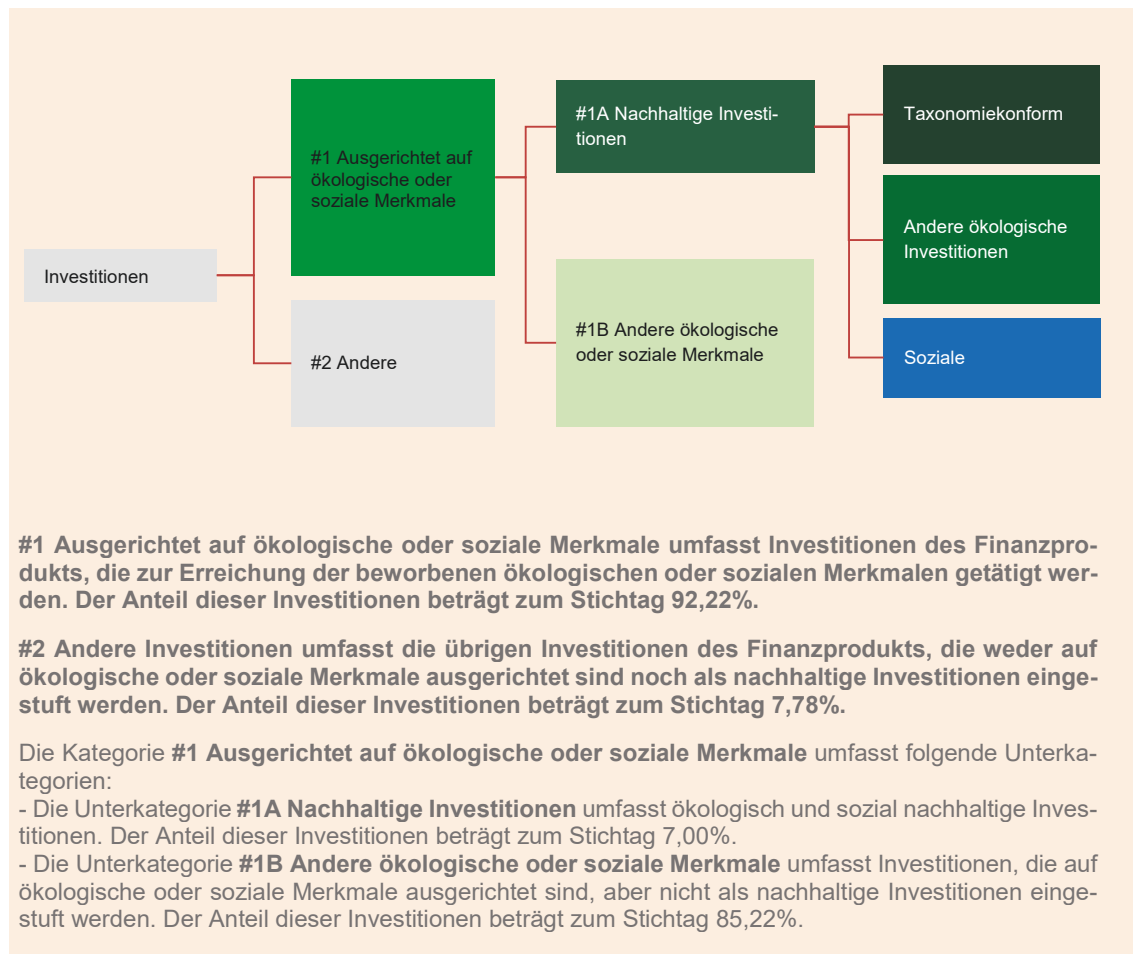 #1 Ausgerichtet auf
ökologische oder
soziale Merkmale
#1A Nachhaltige Investi-
tionen
Taxonomiekonform
Andere ökologische
Investitionen
Investitionen
#2 Andere
#1B Andere ökologische
oder soziale Merkmale
Soziale
#1 Ausgerichtet auf ökologische oder soziale Merkmale umfasst Investitionen des Finanzpro-
dukts, die zur Erreichung der beworbenen ökologischen oder sozialen Merkmalen getätigt wer-
den. Der Anteil dieser Investitionen beträgt zum Stichtag 92,22%.
#2 Andere Investitionen umfasst die übrigen Investitionen des Finanzprodukts, die weder auf
ökologische oder soziale Merkmale ausgerichtet sind noch als nachhaltige Investitionen einge-
stuft werden. Der Anteil dieser Investitionen beträgt zum Stichtag 7,78%.
Die Kategorie #1 Ausgerichtet auf ökologische oder soziale Merkmale umfasst folgende Unterka-
tegorien:
- Die Unterkategorie #1A Nachhaltige Investitionen umfasst ökologisch und sozial nachhaltige Inves-
titionen. Der Anteil dieser Investitionen beträgt zum Stichtag 7,00%.
- Die Unterkategorie #1B Andere ökologische oder soziale Merkmale umfasst Investitionen, die auf
ökologische oder soziale Merkmale ausgerichtet sind, aber nicht als nachhaltige Investitionen einge-
stuft werden. Der Anteil dieser Investitionen beträgt zum Stichtag 85,22%.